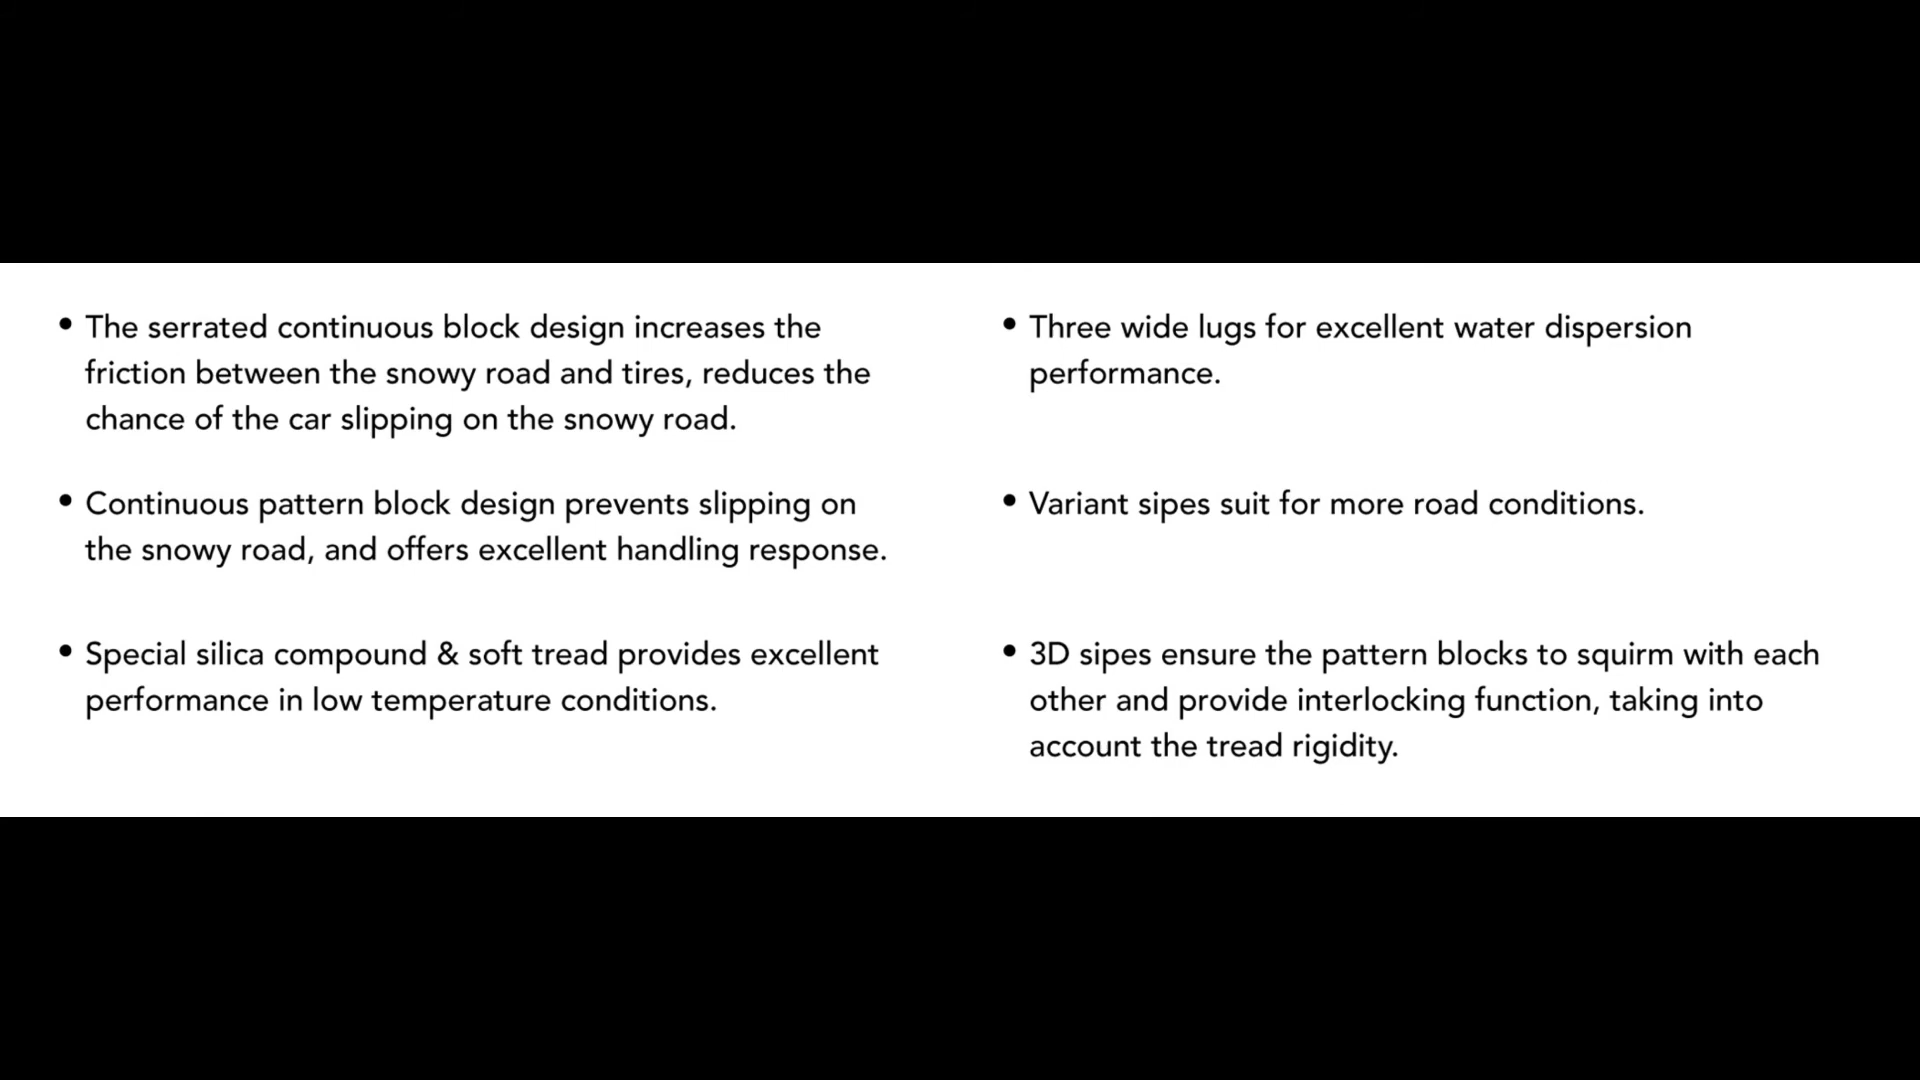 • The serrated continuous block design increases the
friction between the snowy road and tires, reduces the
chance of the car slipping on the snowy road.
• Continuous pattern block design prevents slipping on
the snowy road, and offers excellent handling response.
• Special silica compound & soft tread provides excellent
performance in low temperature conditions.
• Three wide lugs for excellent water dispersion
performance.
• Variant sipes suit for more road conditions.
• 3D sipes ensure the pattern blocks to squirm with each
other and provide interlocking function, taking into
account the tread rigidity.